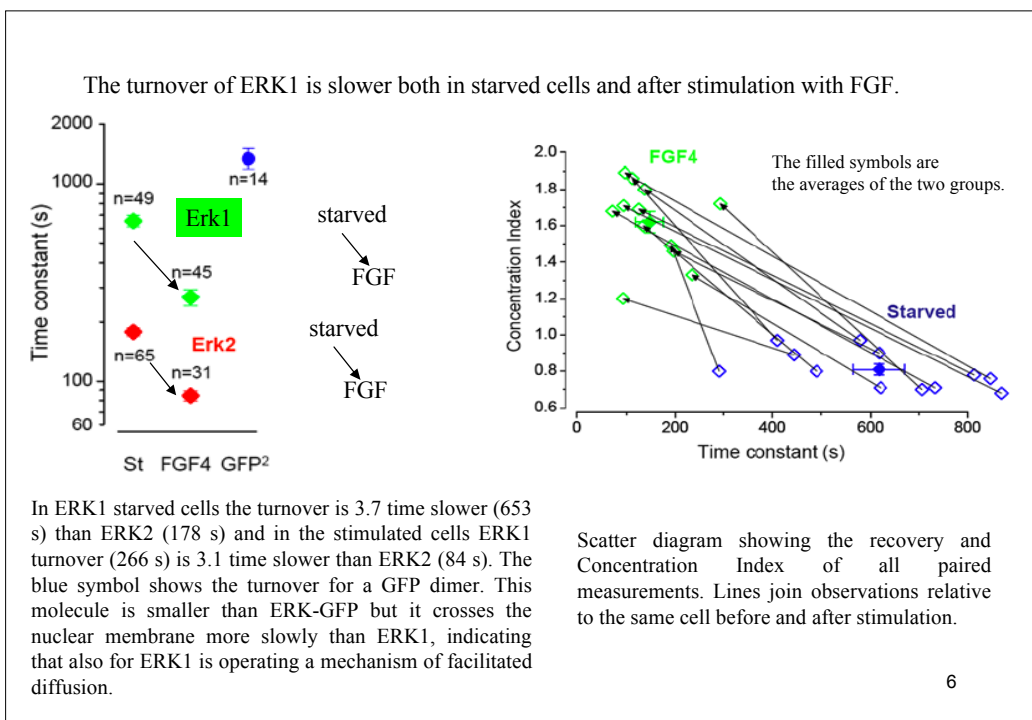 The turnover of ERK1 is slower both in starved cells and after stimulation with FGF.
2000
1000
100
60
Time constant (s)
n=49
n=14
Erk1
n=45
n=65
Erk2
n=31
St FGF4 GFP²
starved
FGF
starved
FGF
2.0
1.8
1.6
1.4
1.2
1.0
0.8
0.6
Concentration Index
FGF4
The filled symbols are
the averages of the two groups.
Starved
0 200 400 600 800
Time constant (s)
In ERK1 starved cells the turnover is 3.7 time slower (653
s) than ERK2 (178 s) and in the stimulated cells ERK1
turnover (266 s) is 3.1 time slower than ERK2 (84 s). The
blue symbol shows the turnover for a GFP dimer. This
molecule is smaller than ERK-GFP but it crosses the
nuclear membrane more slowly than ERK1, indicating
that also for ERK1 is operating a mechanism of facilitated
diffusion.
Scatter diagram showing the recovery and
Concentration Index of all paired
measurements. Lines join observations relative
to the same cell before and after stimulation.
6